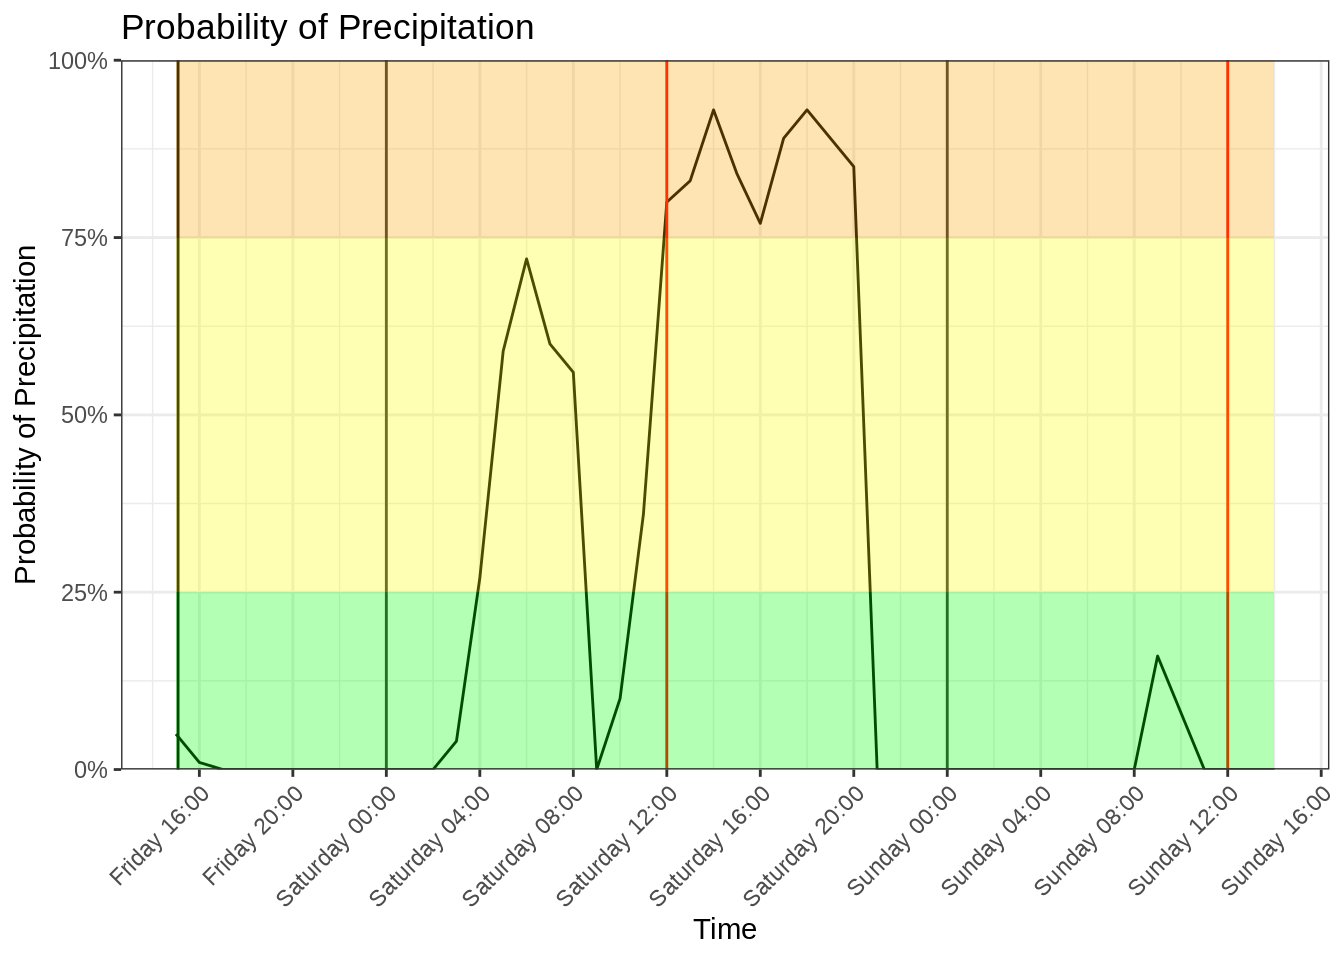 Probability of Precipitation
Probability of Precipitation
100%
75%
50%
25%
0%
Friday 16:00
Friday 20:00
Saturday 00:00
Saturday 04:00
Saturday 08:00
Saturday 12:00
Saturday 16:00
Saturday 20:00
Sunday 00:00
Sunday 04:00
Sunday 08:00
Sunday 12:00
Sunday 16:00
Time